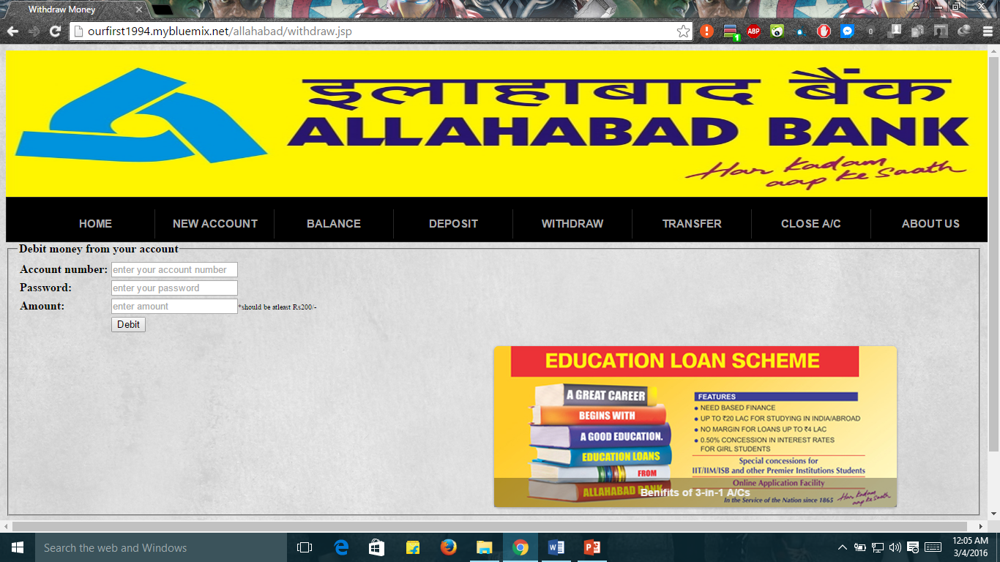 Withdraw Money
ourfirst1994.mybluemix.net/allahabad/withdraw.jsp
ABP
1
0
इलाहाबाद बैंक
ALLAHABAD BANK
Har kadam
aap ke saath
HOME NEW ACCOUNT BALANCE DEPOSIT WITHDRAW TRANSFER CLOSE A/C ABOUT US
Debit money from your account
Account number: enter your account number
Password: enter your password
Amount: enter amount *should be atleast Rs200/-
Debit
EDUCATION LOAN SCHEME
A GREAT CAREER
BEGINS WITH
A GOOD EDUCATION.
EDUCATION LOANS
FROM
ALLAHABAD BANK
FEATURES
• NEED BASED FINANCE
• UP TO ₹20 LAC FOR STUDYING IN INDIA/ABROAD
• NO MARGIN FOR LOANS UP TO ₹4 LAC
• 0.50% CONCESSION IN INTEREST RATES
FOR GIRL STUDENTS
Special concessions for
IIT/IIM/ISB and other Premier Institutions Students
Online Application Facility
Benifits of 3-in-1 A/Cs
In the Service of the Nation since 1865
Har kadam
aap ke saath
Search the web and Windows
12:05 AM
3/4/2016